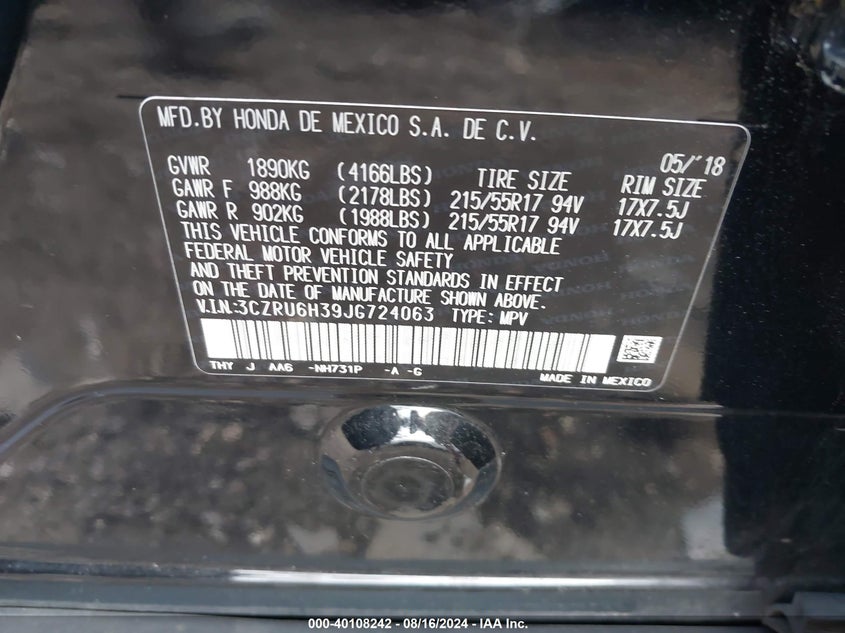 MFD.BY HONDA DE MEXICO S.A. DE C.V.
05/'18
GVWR 1890KG (4166LBS) TIRE SIZE RIM SIZE
GAWR F 988KG (2178LBS) 215/55R17 94V 17X7.5J
GAWR R 902KG (1988LBS) 215/55R17 94V 17X7.5J
THIS VEHICLE CONFORMS TO ALL APPLICABLE
FEDERAL MOTOR VEHICLE SAFETY
AND THEFT PREVENTION STANDARDS IN EFFECT
ON THE DATE OF MANUFACTURE SHOWN ABOVE.
V.I.N.:3CZRU6H39JG724063 TYPE: MPV
THY J AA6 -NH731P -A -G
MADE IN MEXICO
000-40108242 - 08/16/2024 - IAA Inc.